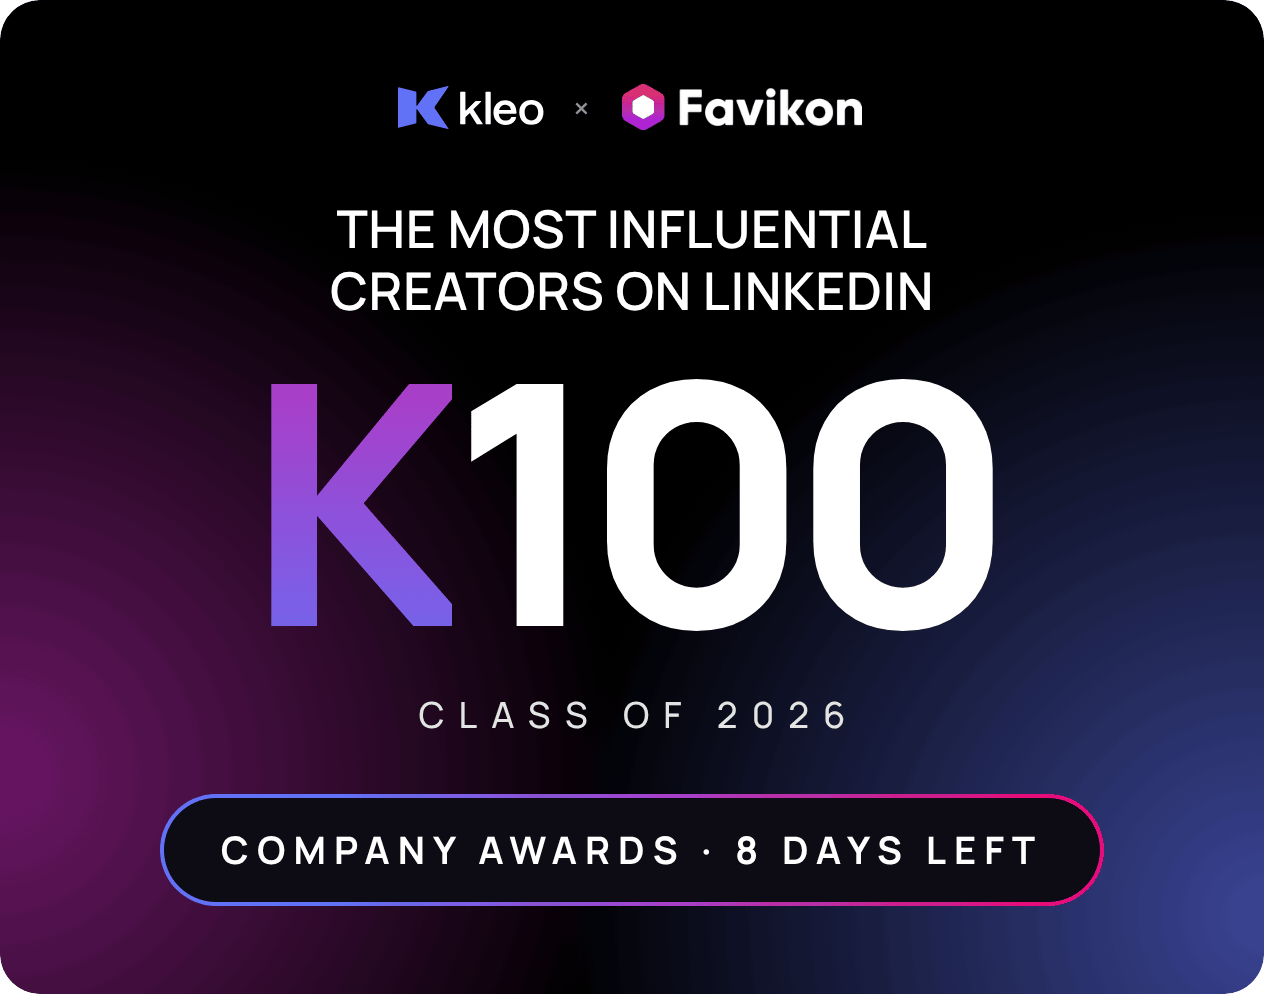 kleo × Favikon
THE MOST INFLUENTIAL
CREATORS ON LINKEDIN
K100
CLASS OF 2026
COMPANY AWARDS · 8 DAYS LEFT